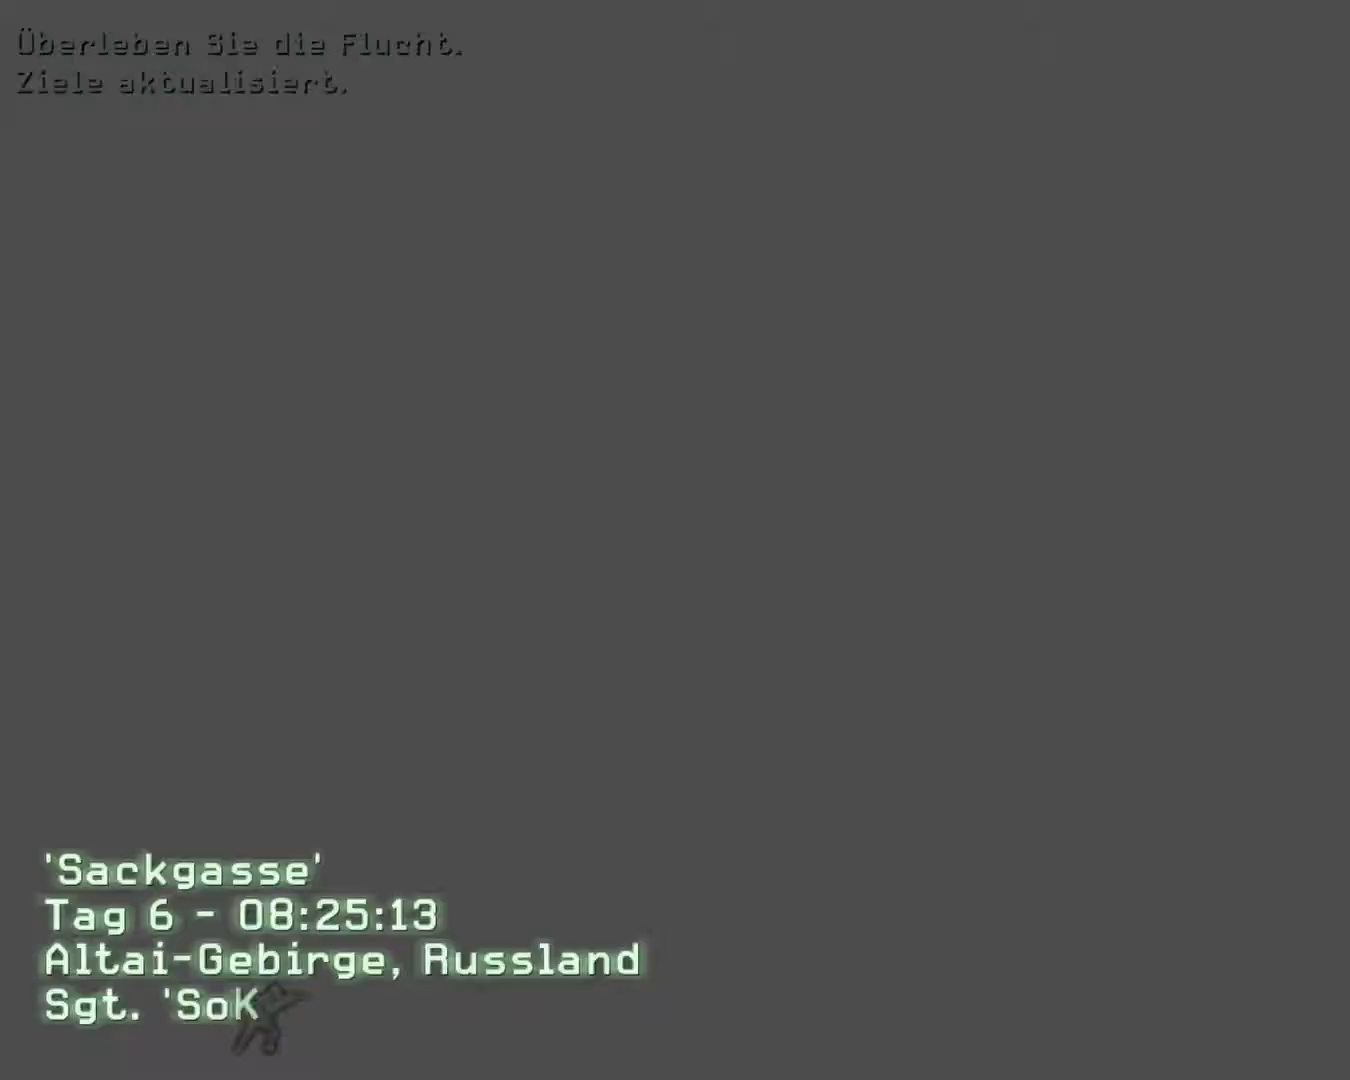 Überleben Sie die Flucht.
Ziele aktualisiert.
'Sackgasse'
Tag 6 - 08:25:13
Altai-Gebirge, Russland
Sgt. 'SoK